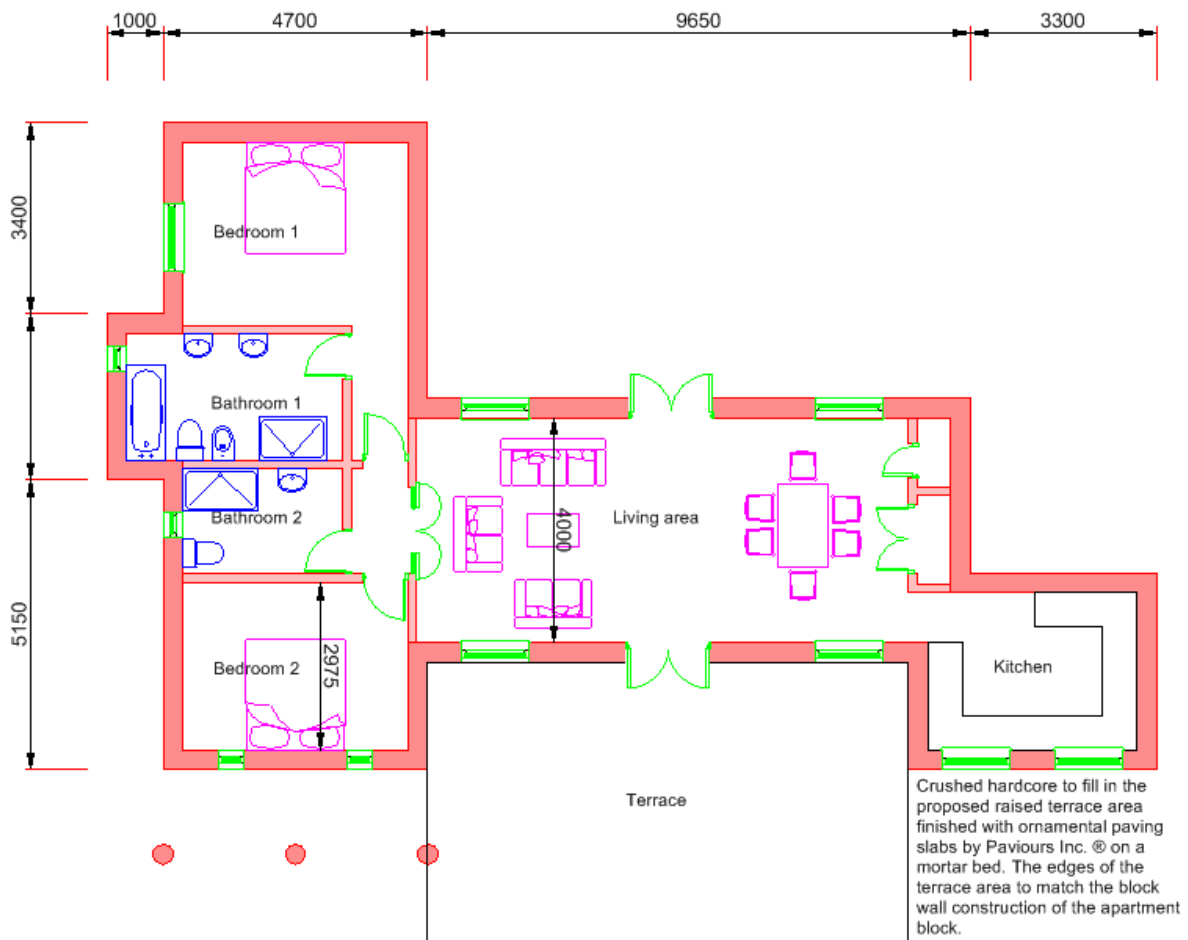 1000
4700
9650
3300
3400
Bedroom 1
Bathroom 1
Bathroom 2
4000
Living area
5150
2975
Bedroom 2
Kitchen
Terrace
Crushed hardcore to fill in the
proposed raised terrace area
finished with ornamental paving
slabs by Paviours Inc. ® on a
mortar bed. The edges of the
terrace area to match the block
wall construction of the apartment
block.